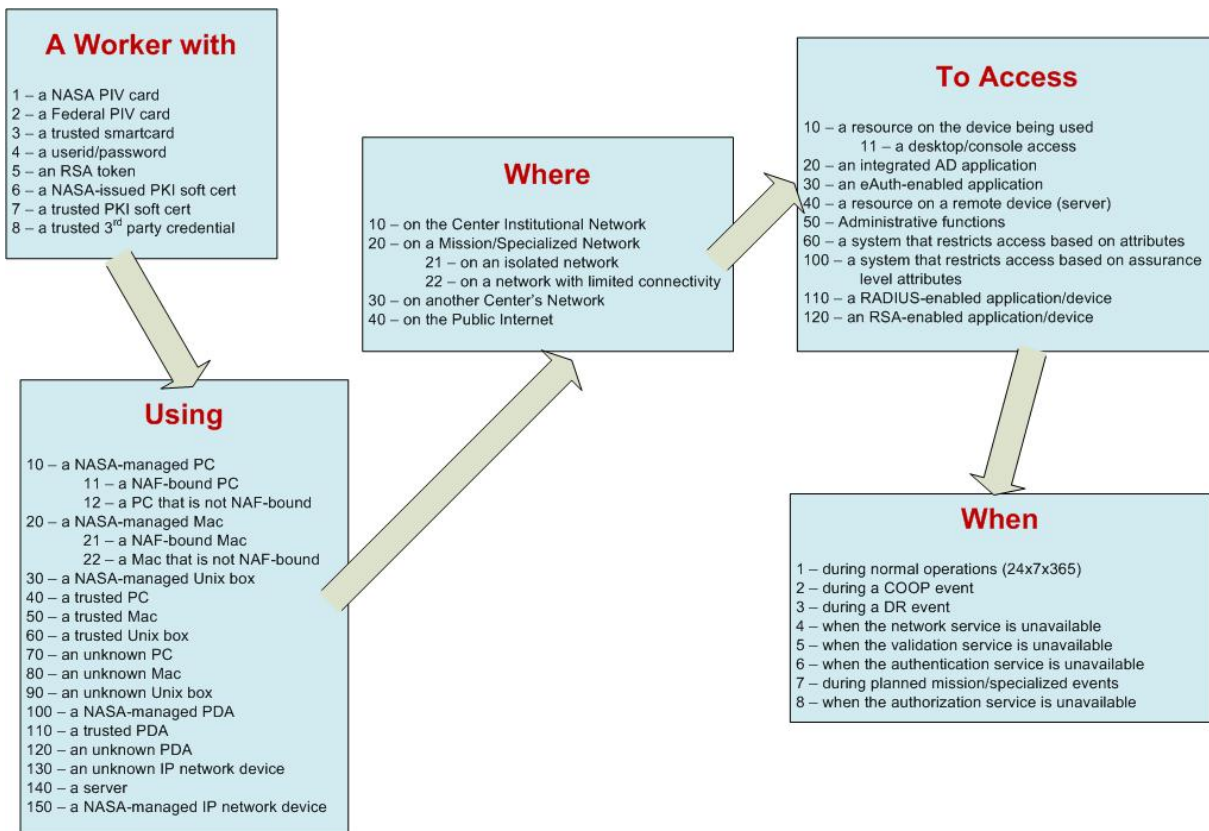 A Worker with
1 – a NASA PIV card
2 – a Federal PIV card
3 – a trusted smartcard
4 – a userid/password
5 – an RSA token
6 – a NASA-issued PKI soft cert
7 – a trusted PKI soft cert
8 – a trusted 3rd party credential
Using
10 – a NASA-managed PC
11 – a NAF-bound PC
12 – a PC that is not NAF-bound
20 – a NASA-managed Mac
21 – a NAF-bound Mac
22 – a Mac that is not NAF-bound
30 – a NASA-managed Unix box
40 – a trusted PC
50 – a trusted Mac
60 – a trusted Unix box
70 – an unknown PC
80 – an unknown Mac
90 – an unknown Unix box
100 – a NASA-managed PDA
110 – a trusted PDA
120 – an unknown PDA
130 – an unknown IP network device
140 – a server
150 – a NASA-managed IP network device
Where
10 – on the Center Institutional Network
20 – on a Mission/Specialized Network
21 – on an isolated network
22 – on a network with limited connectivity
30 – on another Center's Network
40 – on the Public Internet
To Access
10 – a resource on the device being used
11 – a desktop/console access
20 – an integrated AD application
30 – an eAuth-enabled application
40 – a resource on a remote device (server)
50 – Administrative functions
60 – a system that restricts access based on attributes
100 – a system that restricts access based on assurance
level attributes
110 – a RADIUS-enabled application/device
120 – an RSA-enabled application/device
When
1 – during normal operations (24x7x365)
2 – during a COOP event
3 – during a DR event
4 – when the network service is unavailable
5 – when the validation service is unavailable
6 – when the authentication service is unavailable
7 – during planned mission/specialized events
8 – when the authorization service is unavailable